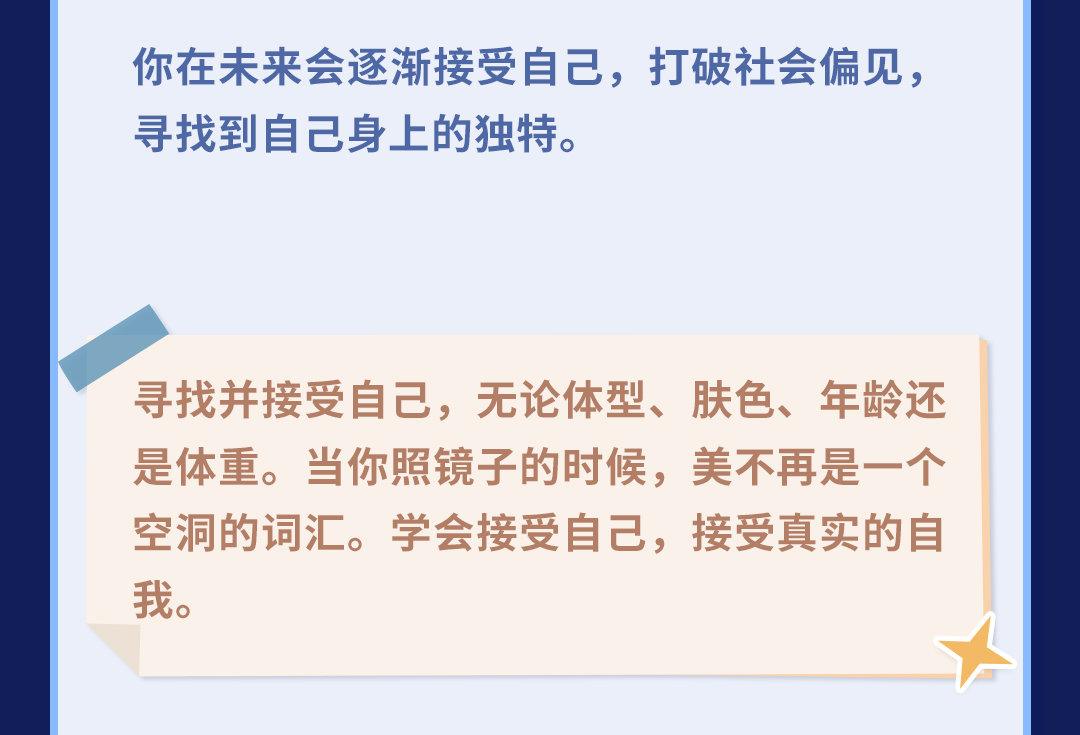 你在未来会逐渐接受自己，打破社会偏见，
寻找到自己身上的独特。
寻找并接受自己，无论体型、肤色、年龄还
是体重。当你照镜子的时候，美不再是一个
空洞的词汇。学会接受自己，接受真实的自
我。